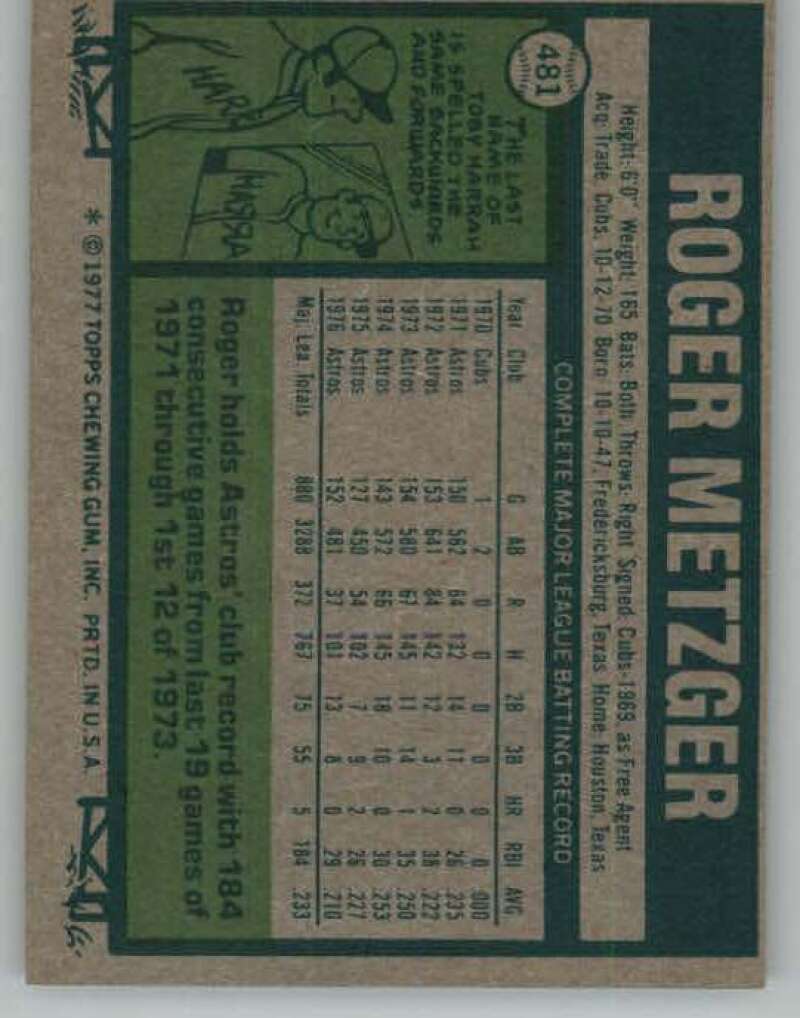 ROGER METZGER
Height: 6'0" Weight: 165 Bats: Both Throws: Right Signed: Cubs-1969, as Free Agent
Acq: Trade, Cubs, 10-12-70 Born: 10-10-47, Fredericksburg, Texas Home: Houston, Texas
481
COMPLETE MAJOR LEAGUE BATTING RECORD
THE LAST
NAME OF
TOBY HARRAH
IS SPELLED THE
SAME BACKWARDS
AND FORWARDS
HARR
HARRA
Year Club G AB R H 2B 3B HR RBI AVG.
1970 Cubs 1 2 0 0 0 0 0 0 .000
1971 Astros 150 562 64 132 14 11 0 26 .235
1972 Astros 153 641 84 142 12 3 2 38 .222
1973 Astros 154 580 67 145 11 14 1 35 .250
1974 Astros 143 572 66 145 18 10 0 30 .253
1975 Astros 127 450 54 102 7 9 2 26 .227
1976 Astros 152 481 37 101 13 8 0 29 .210
Maj. Lea. Totals 880 3288 372 767 75 55 5 184 .233
Roger holds Astros' club record with 184
consecutive games from last 19 games of
1971 through 1st 12 of 1973.
* © 1977 TOPPS CHEWING GUM, INC. PRTD. IN U.S.A.